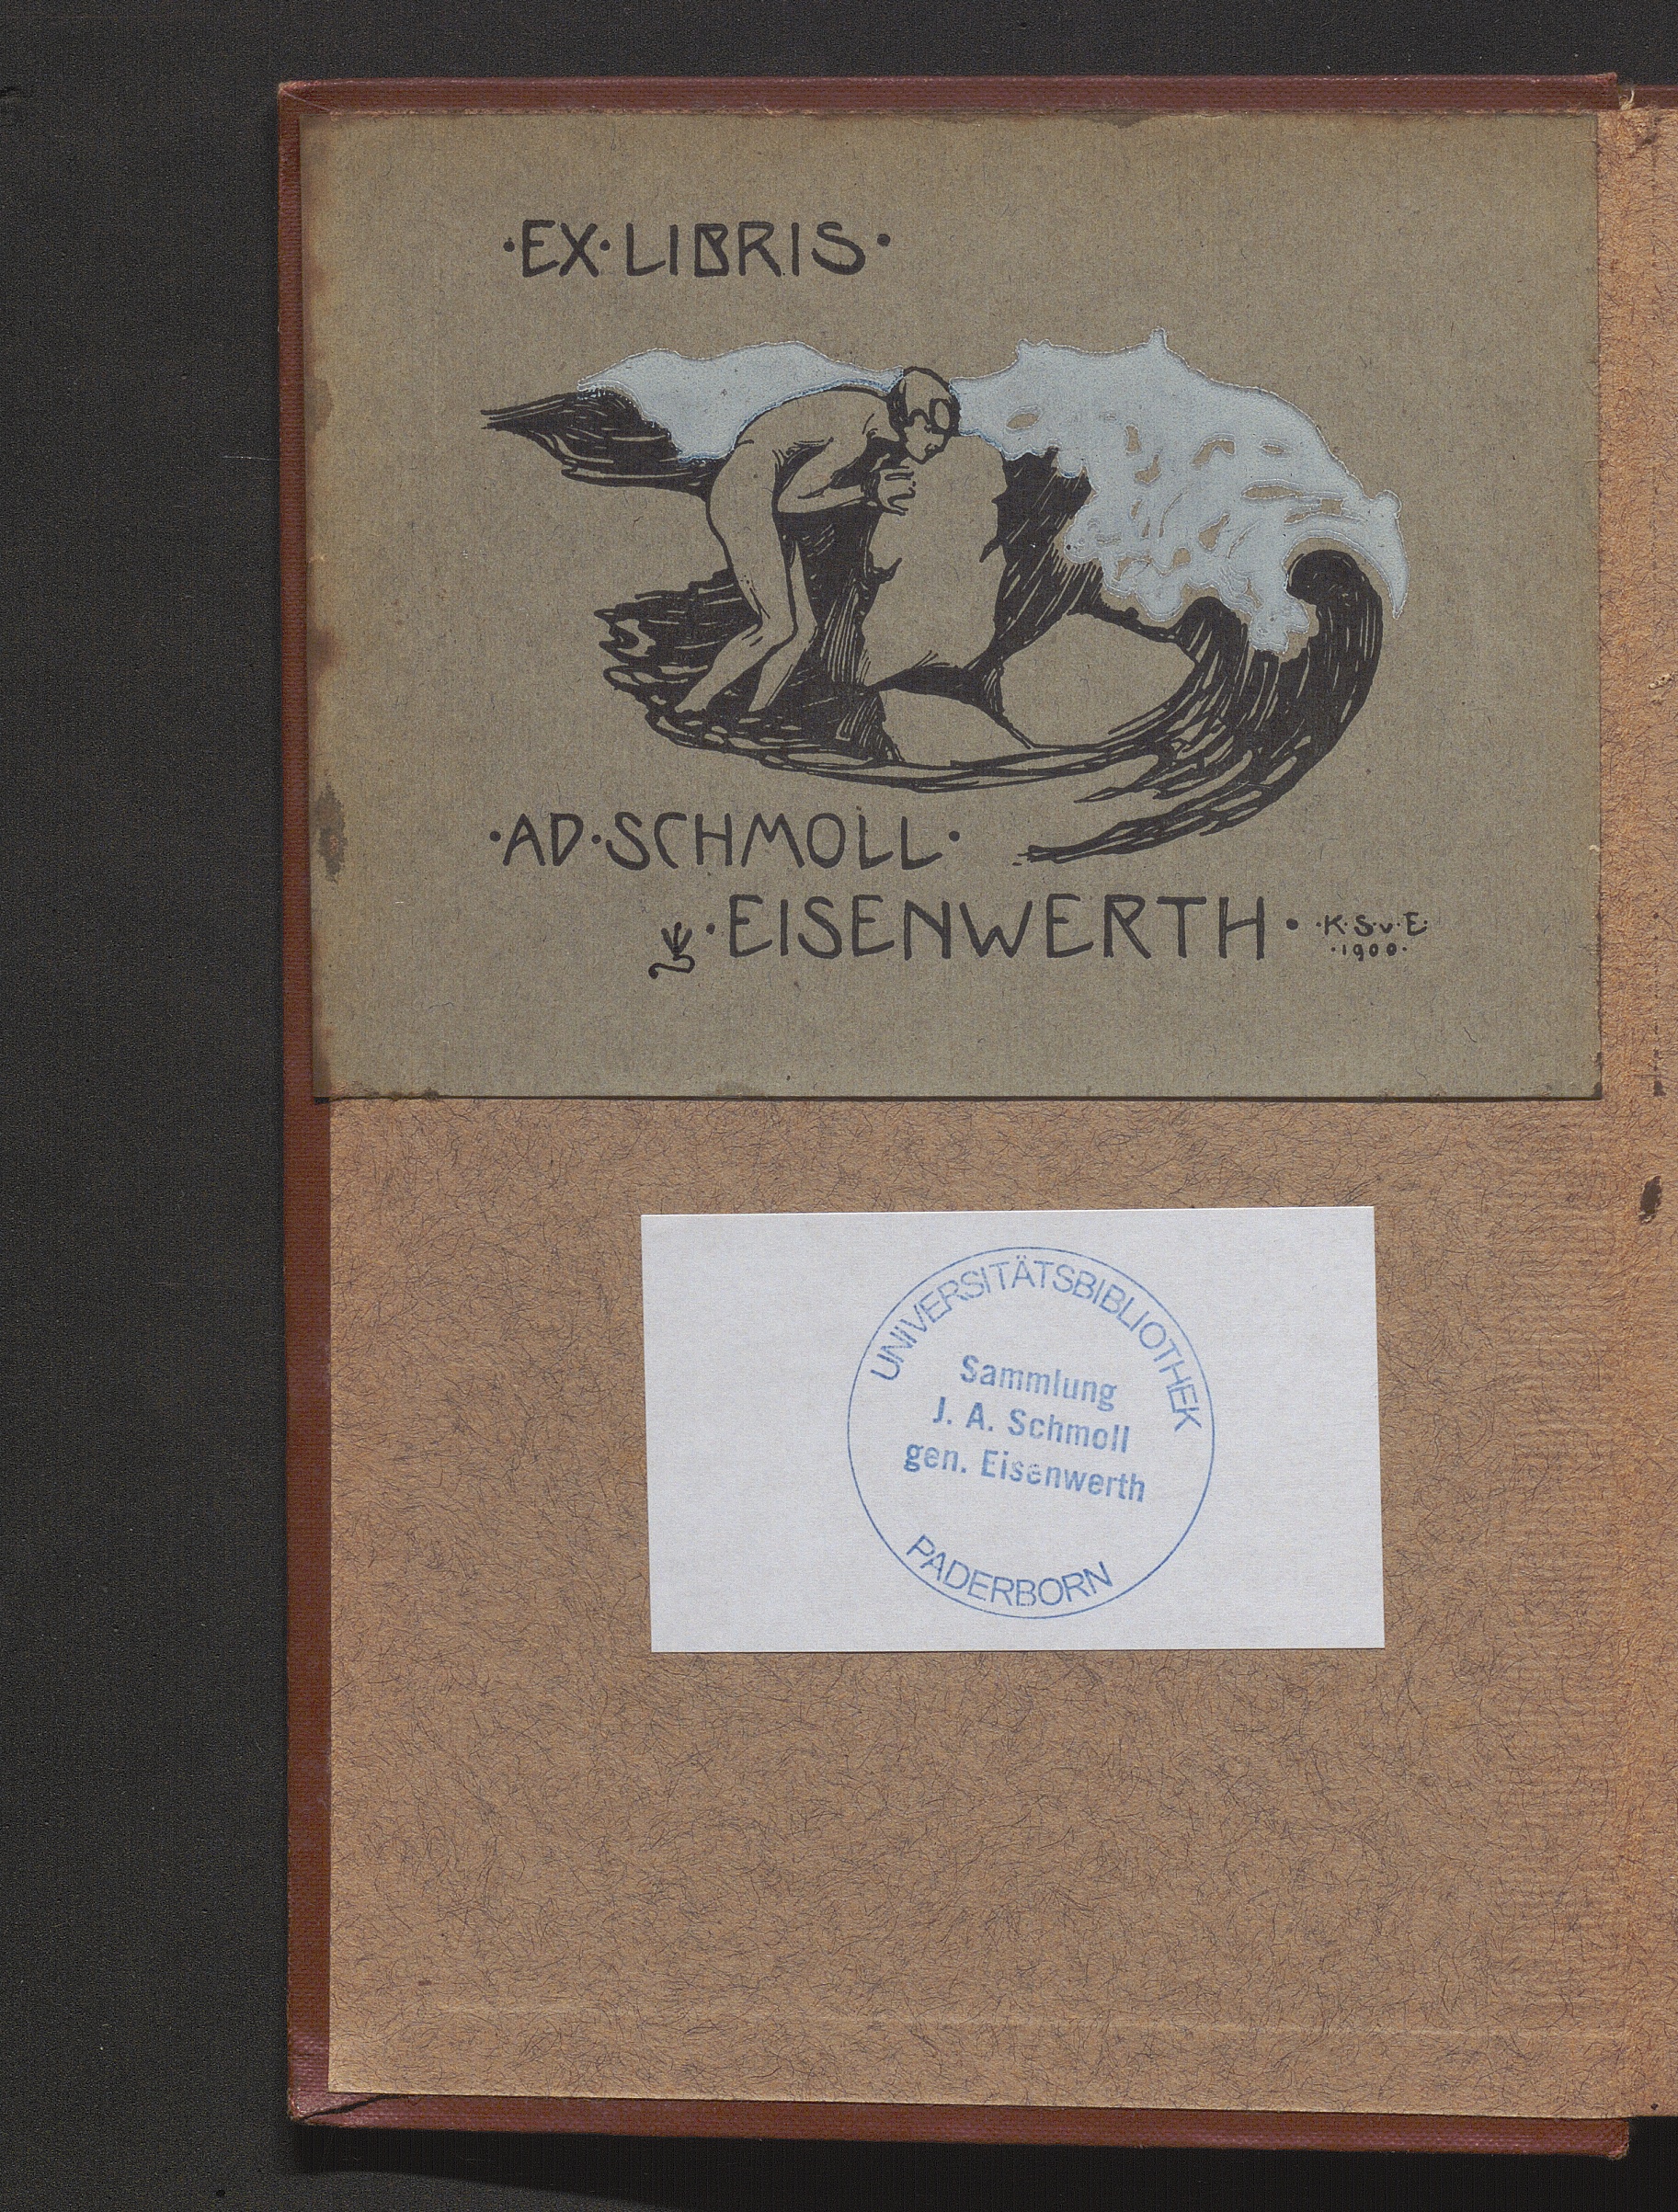 ·EX·LIBRIS·
·AD·SCHMOLL·
·EISENWERTH·
·K·S·v·E·
·1900·
UNIVERSITÄTSBIBLIOTHEK
Sammlung
J. A. Schmoll
gen. Eisenwerth
PADERBORN